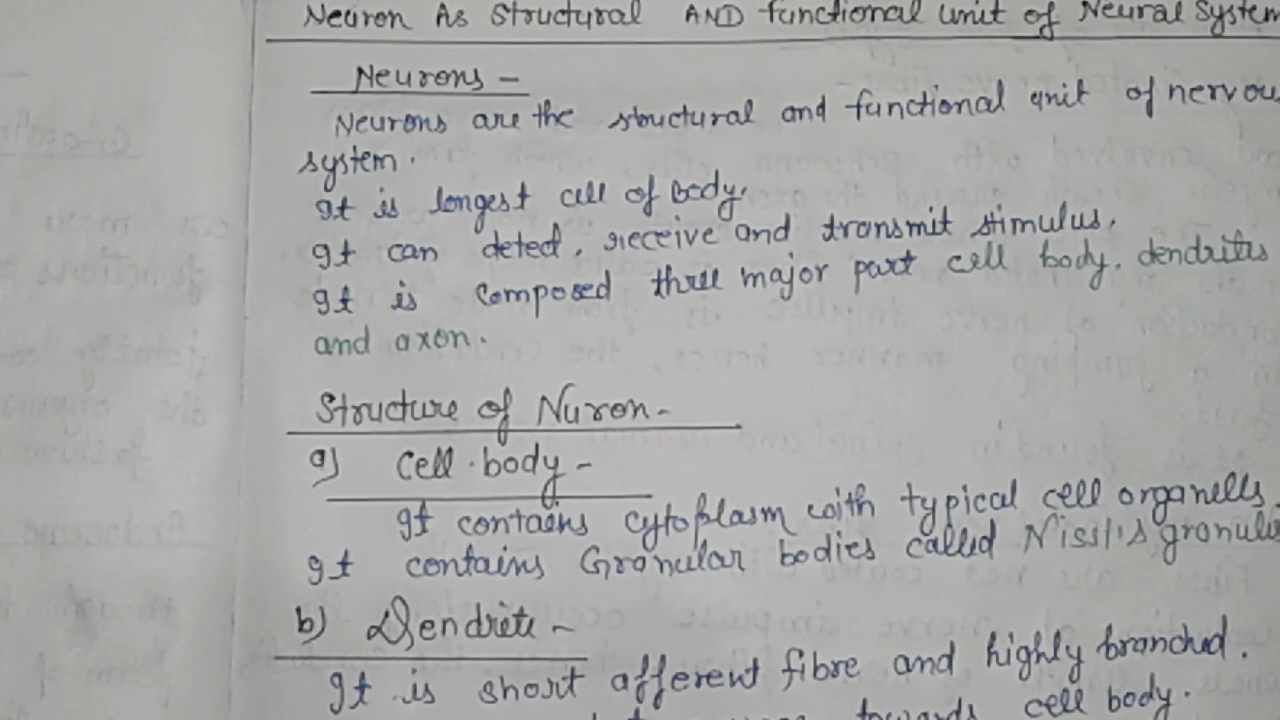 Neuron As Structural AND functional unit of Neural System
Neurons -
Neurons are the structural and functional unit of nervou
system.
It is longest cell of Body.
It can detect, receive and transmit stimulus.
It is composed three major part cell body, dendrites
and axon.
Structure of Nuron-
a) Cell body -
It contains cytoplasm with typical cell organells
It contains Granular bodies called Nissl's granules
b) Dendrite -
It is short afferent fibre and highly branched.
towards cell body.